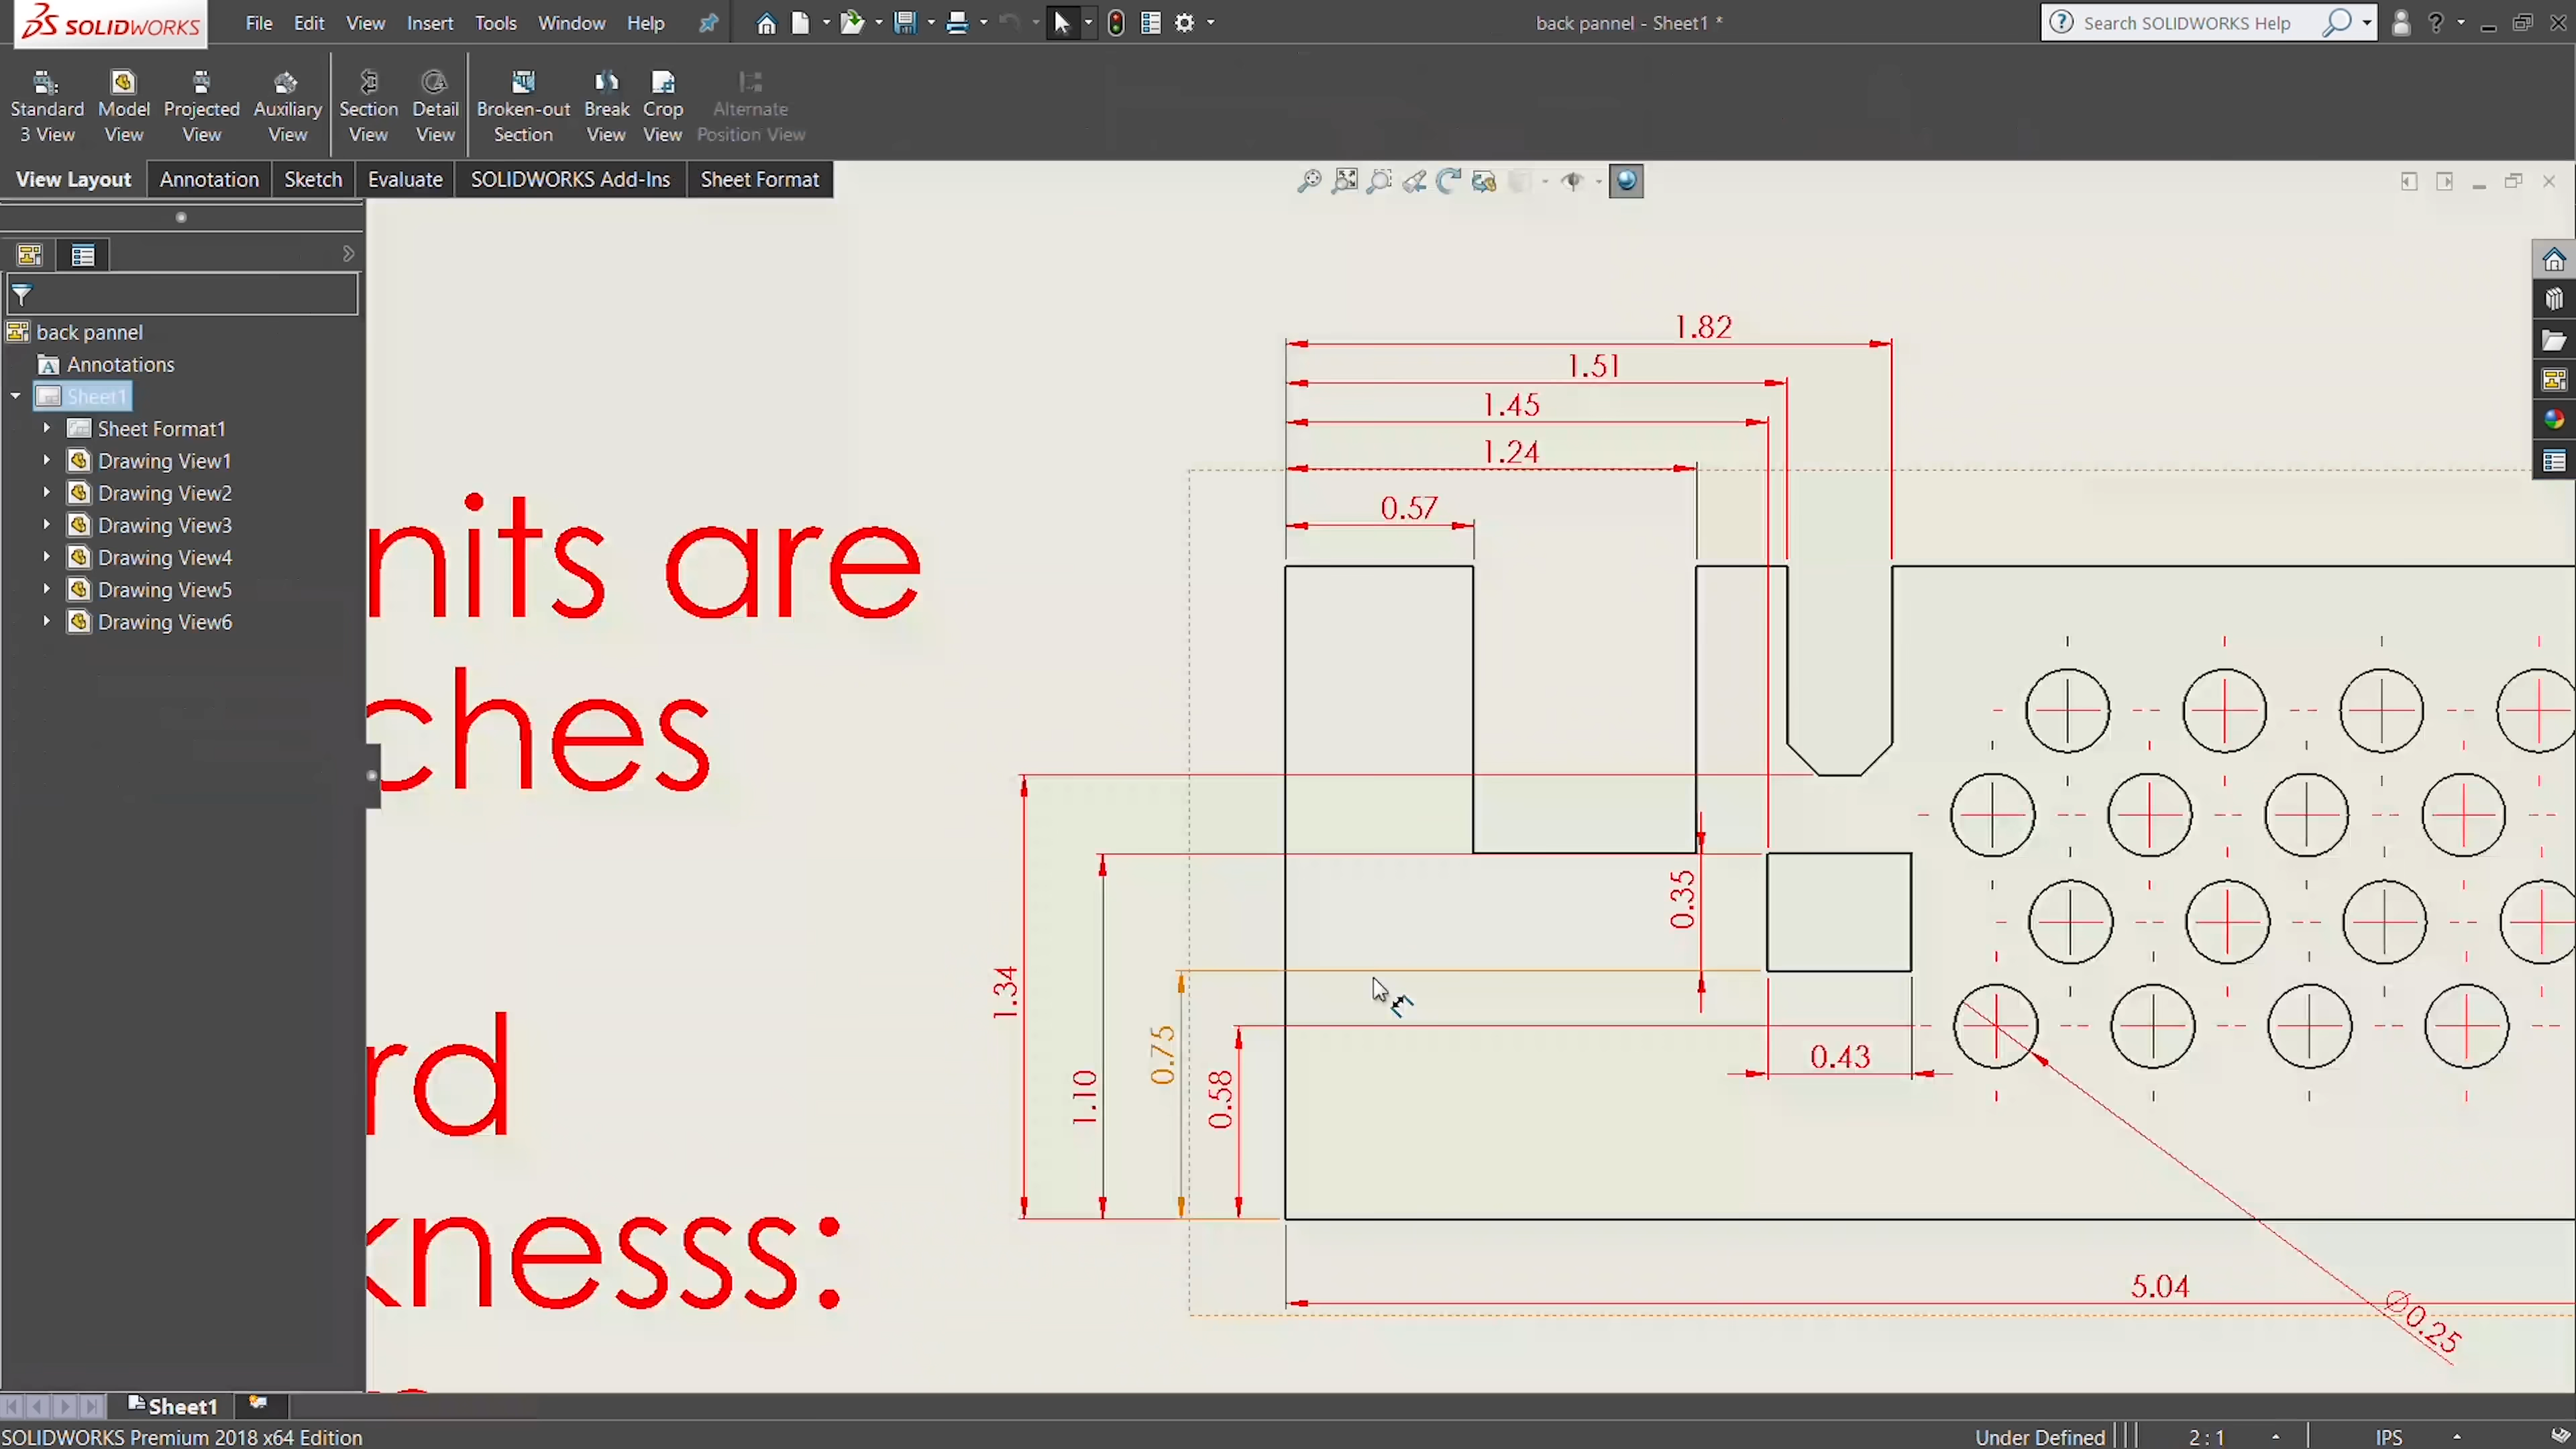 SOLIDWORKS File Edit View Insert Tools Window Help back pannel - Sheet1 * Search SOLIDWORKS Help
Standard 3 View
Model View
Projected View
Auxiliary View
Section View
Detail View
Broken-out Section
Break View
Crop View
Alternate Position View
View Layout Annotation Sketch Evaluate SOLIDWORKS Add-Ins Sheet Format
back pannel
Annotations
Sheet1
Sheet Format1
Drawing View1
Drawing View2
Drawing View3
Drawing View4
Drawing View5
Drawing View6
nits are
ches
rd
knesss:
1.82
1.51
1.45
1.24
0.57
0.35
1.34
0.75
1.10
0.58
0.43
5.04
Ø0.25
Sheet1
SOLIDWORKS Premium 2018 x64 Edition Under Defined 2 : 1 IPS